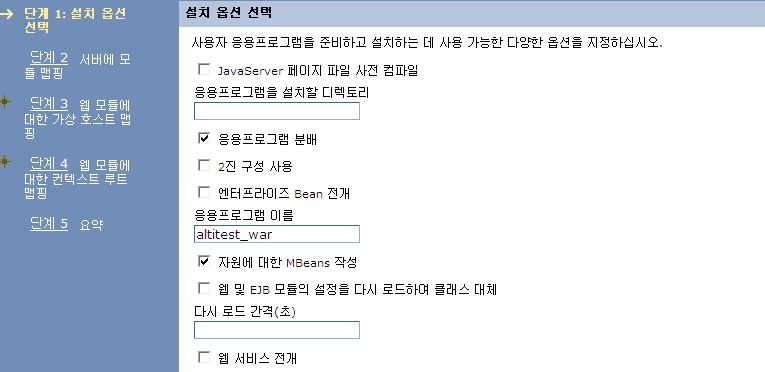 단계 1: 설치 옵션
선택
단계 2 서버에 모
듈 맵핑
단계 3 웹 모듈에
대한 가상 호스트 맵
핑
단계 4 웹 모듈에
대한 컨텍스트 루트
맵핑
단계 5 요약
설치 옵션 선택
사용자 응용프로그램을 준비하고 설치하는 데 사용 가능한 다양한 옵션을 지정하십시오.
JavaServer 페이지 파일 사전 컴파일
응용프로그램을 설치할 디렉토리
응용프로그램 분배
2진 구성 사용
엔터프라이즈 Bean 전개
응용프로그램 이름
altitest_war
자원에 대한 MBeans 작성
웹 및 EJB 모듈의 설정을 다시 로드하여 클래스 대체
다시 로드 간격(초)
웹 서비스 전개